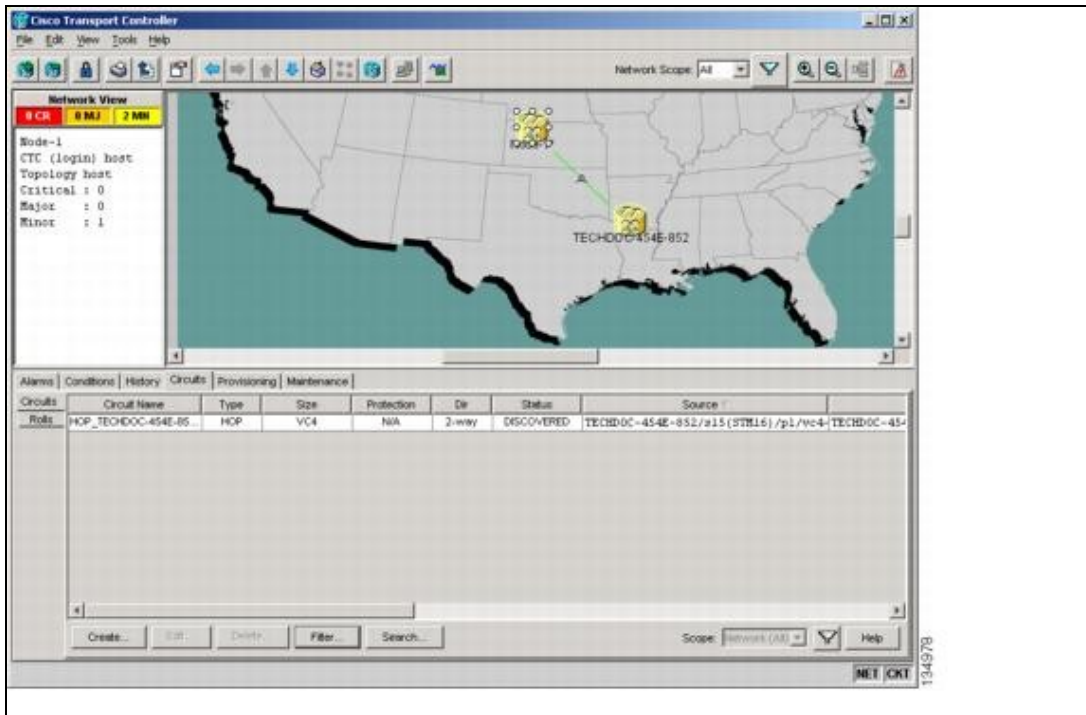 Cisco Transport Controller
File Edit View Tools Help
Network Scope: All
Network View
0 CR 0 MJ 2 MN
Node-1
CTC (login) host
Topology host
Critical : 0
Major : 0
Minor : 1
TECHDOC-454E-852
Alarms Conditions History Circuits Provisioning Maintenance
Circuits
Rolls
Circuit Name Type Size Protection Dir Status Source
HOP_TECHDOC-454E-85... HOP VC4 N/A 2-way DISCOVERED TECHDOC-454E-852/s15(STM16)/p1/vc4- TECHDOC-454
Create... Edit... Delete... Filter... Search... Scope: Network (All) Help
NET CKT
134978